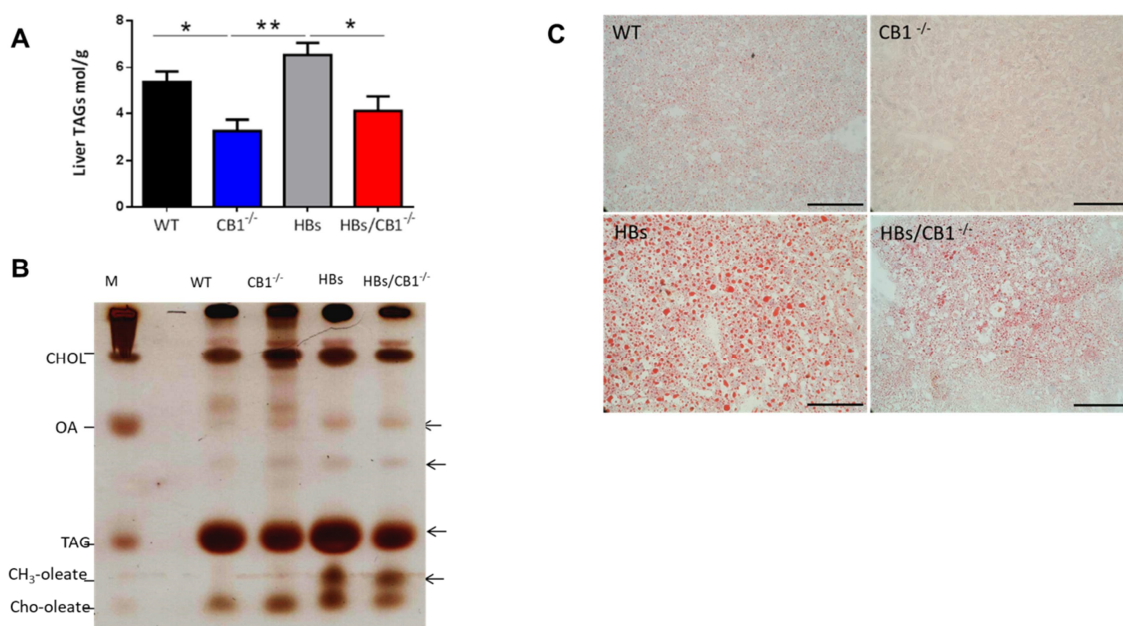 A
Liver TAGs mol/g
8
6
4
2
0
* ** *
WT CB1⁻/⁻ HBs HBs/CB1⁻/⁻
B
M WT CB1⁻/⁻ HBs HBs/CB1⁻/⁻
CHOL
OA
TAG
CH₃-oleate
Cho-oleate
C
WT CB1 ⁻/⁻
HBs HBs/CB1 ⁻/⁻